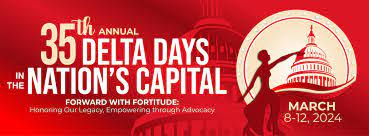 35th ANNUAL
DELTA DAYS
IN THE NATION'S CAPITAL
FORWARD WITH FORTITUDE:
Honoring Our Legacy, Empowering through Advocacy
MARCH
8-12, 2024